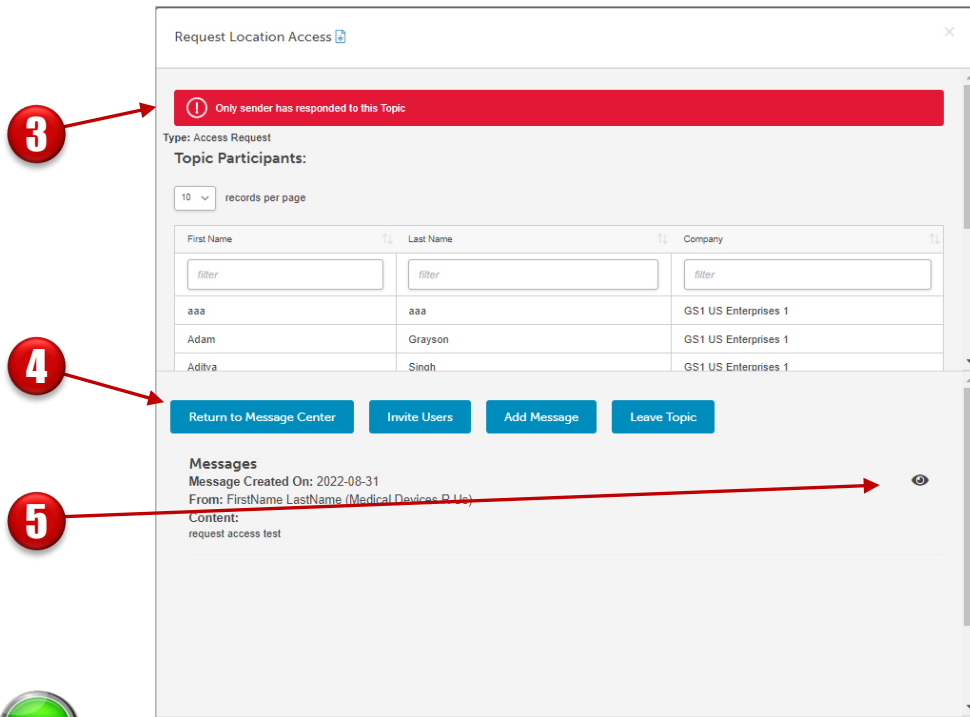 Request Location Access
3
Only sender has responded to this Topic
Type: Access Request
Topic Participants:
10 records per page
First Name Last Name Company
filter filter filter
aaa aaa GS1 US Enterprises 1
Adam Grayson GS1 US Enterprises 1
Aditya Singh GS1 US Enterprises 1
4
Return to Message Center Invite Users Add Message Leave Topic
Messages
Message Created On: 2022-08-31
From: FirstName LastName (Medical Devices R Us)
5
Content:
request access test